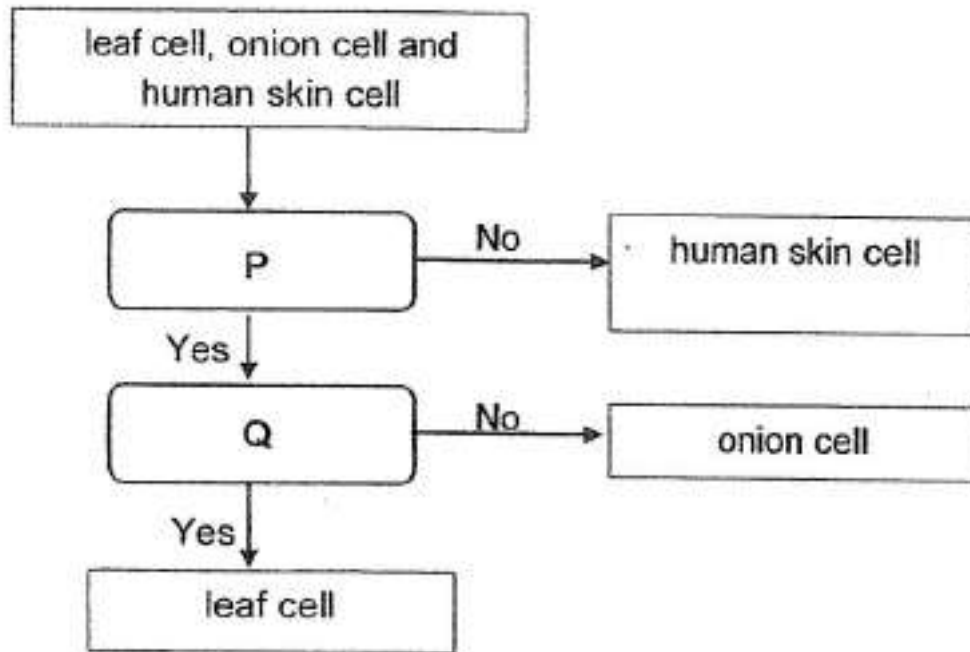 leaf cell, onion cell and
human skin cell
P
No
human skin cell
Yes
Q
No
onion cell
Yes
leaf cell